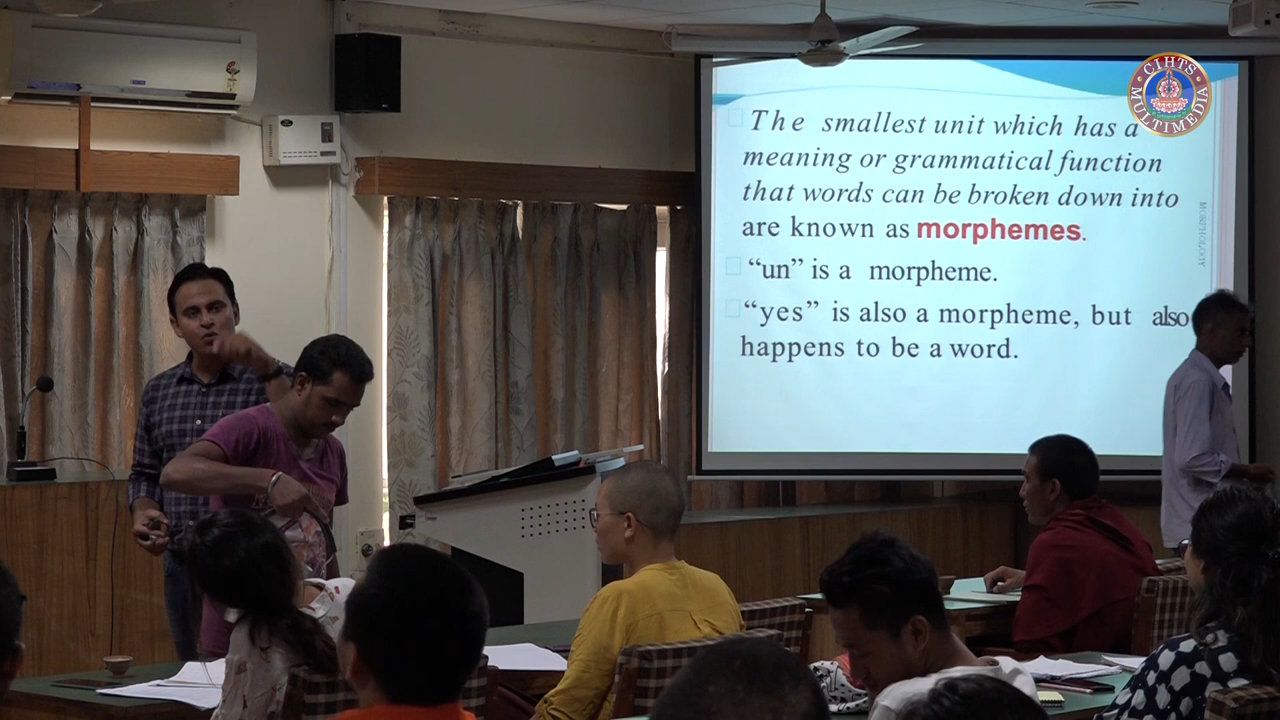 CIHTS
MULTIMEDIA
The smallest unit which has a
meaning or grammatical function
that words can be broken down into
are known as morphemes.
“un” is a morpheme.
“yes” is also a morpheme, but also
happens to be a word.
MORPHOLOGY